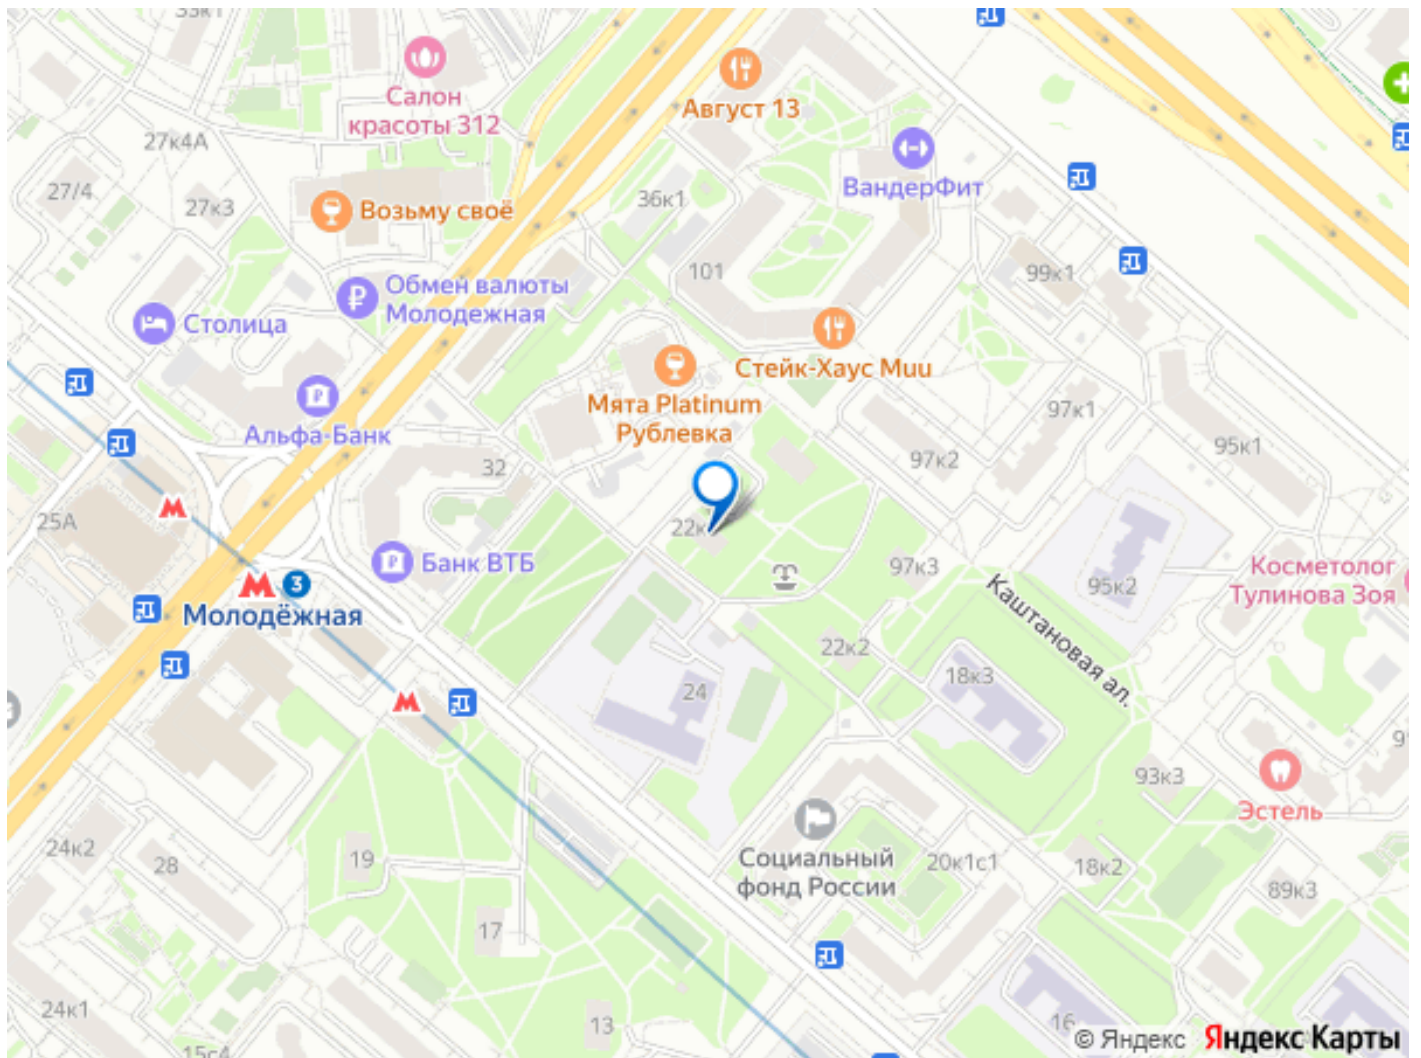 33к1
Салон
красоты 312
Август 13
27к4А
ВандерФит
27/4
27к3
Возьму своё
36к1
101
99к1
Обмен валюты
Молодежная
Столица
Стейк-Хаус Muu
Мята Platinum
Рублевка
97к1
Альфа-Банк
95к1
97к2
32
25А
22к
Банк ВТБ
3
Молодёжная
97к3
95к2
Косметолог
Тулинова Зоя
Каштановая ал.
22к2
18к3
24
93к3
Эстель
24к2
28
19
Социальный
фонд России
20к1с1
18к2
89к3
17
24к1
13
16
15с4
© Яндекс Яндекс Карты